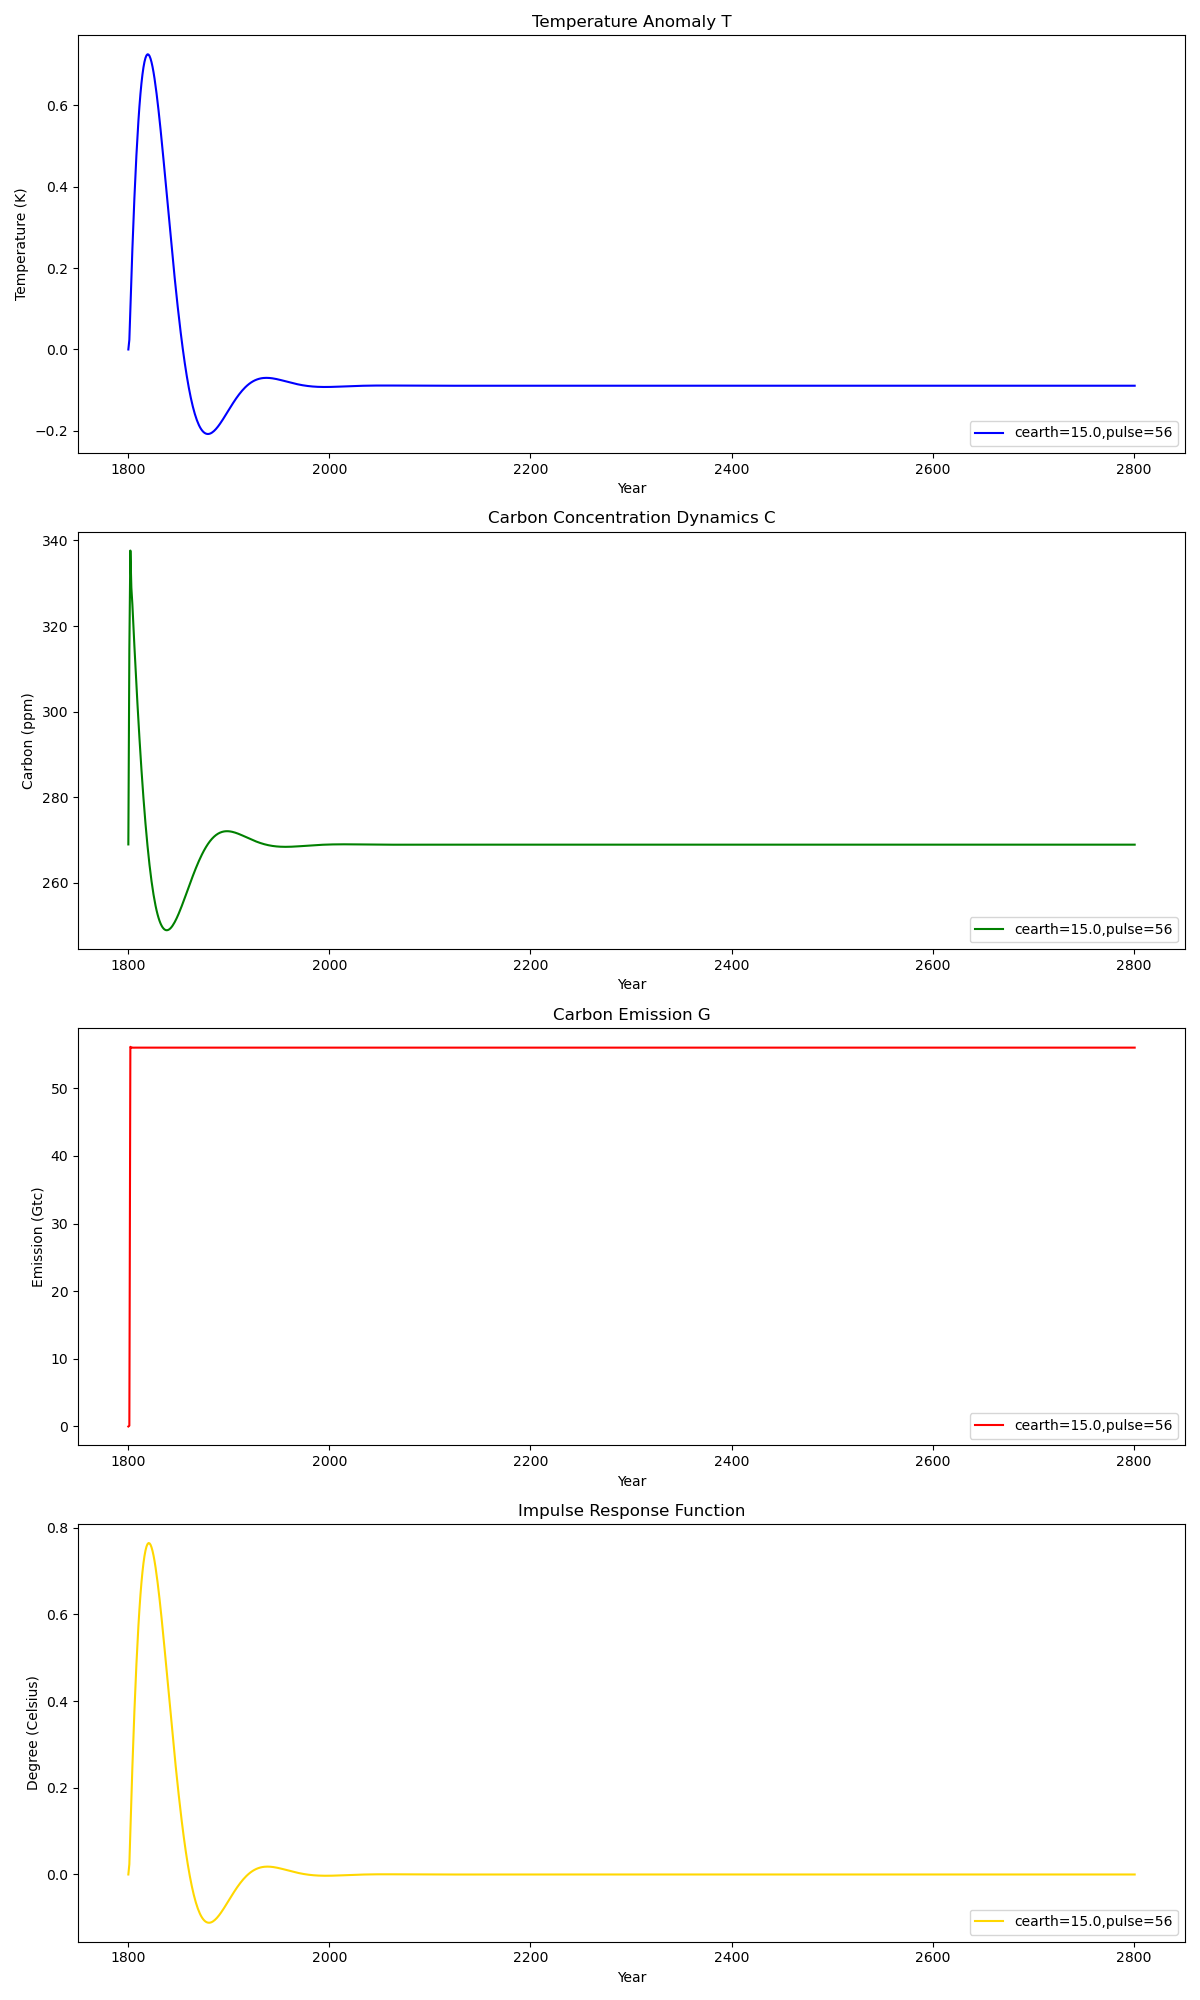 Temperature Anomaly T
Temperature (K)
0.6
0.4
0.2
0.0
−0.2
cearth=15.0,pulse=56
1800 2000 2200 2400 2600 2800
Year
Carbon Concentration Dynamics C
Carbon (ppm)
340
320
300
280
260
cearth=15.0,pulse=56
1800 2000 2200 2400 2600 2800
Year
Carbon Emission G
Emission (Gtc)
50
40
30
20
10
0
cearth=15.0,pulse=56
1800 2000 2200 2400 2600 2800
Year
Impulse Response Function
Degree (Celsius)
0.8
0.6
0.4
0.2
0.0
cearth=15.0,pulse=56
1800 2000 2200 2400 2600 2800
Year